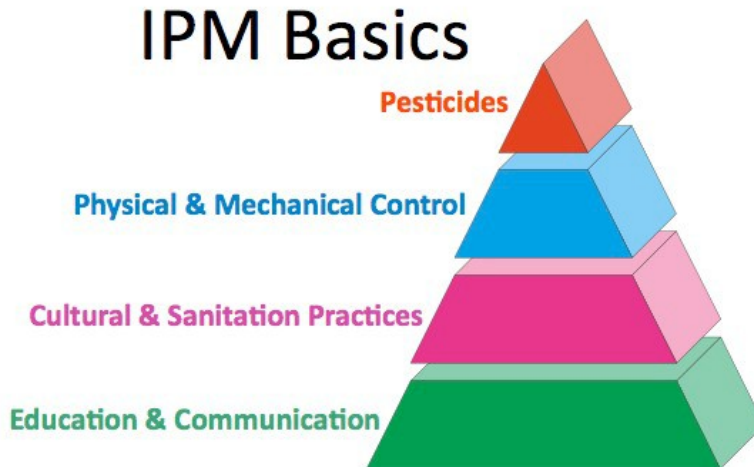 IPM Basics
Pesticides
Physical & Mechanical Control
Cultural & Sanitation Practices
Education & Communication